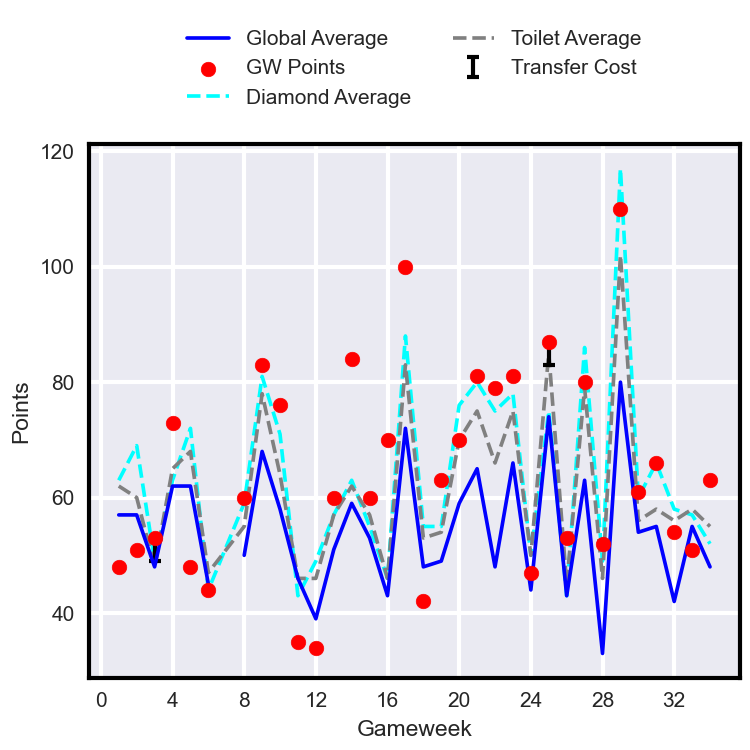 Global Average
GW Points
Diamond Average
Toilet Average
Transfer Cost
120
100
80
60
40
Points
0 4 8 12 16 20 24 28 32
Gameweek